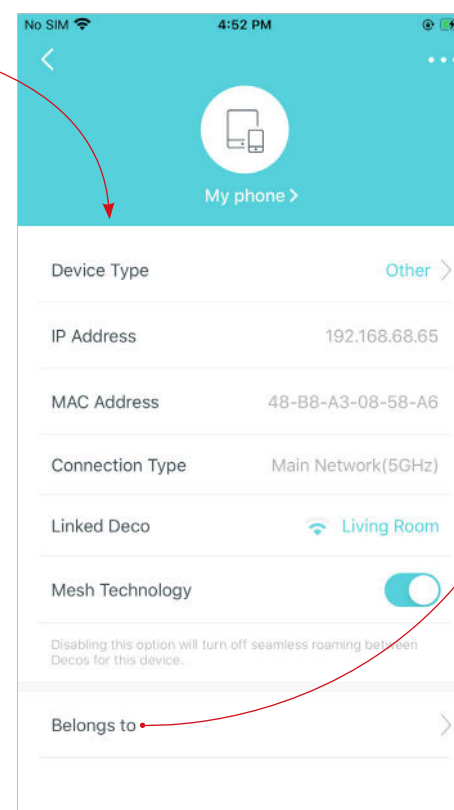 No SIM 4:52 PM
My phone >
Device Type Other >
IP Address 192.168.68.65
MAC Address 48-B8-A3-08-58-A6
Connection Type Main Network(5GHz)
Linked Deco Living Room
Mesh Technology
Disabling this option will turn off seamless roaming between
Decos for this device.
Belongs to >